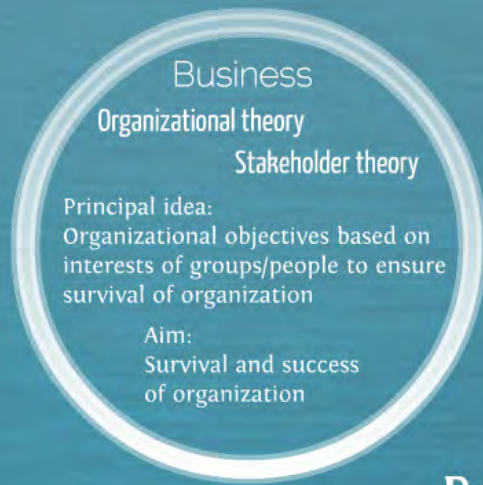 Business
Organizational theory
Stakeholder theory
Principal idea:
Organizational objectives based on
interests of groups/people to ensure
survival of organization
Aim:
Survival and success
of organization